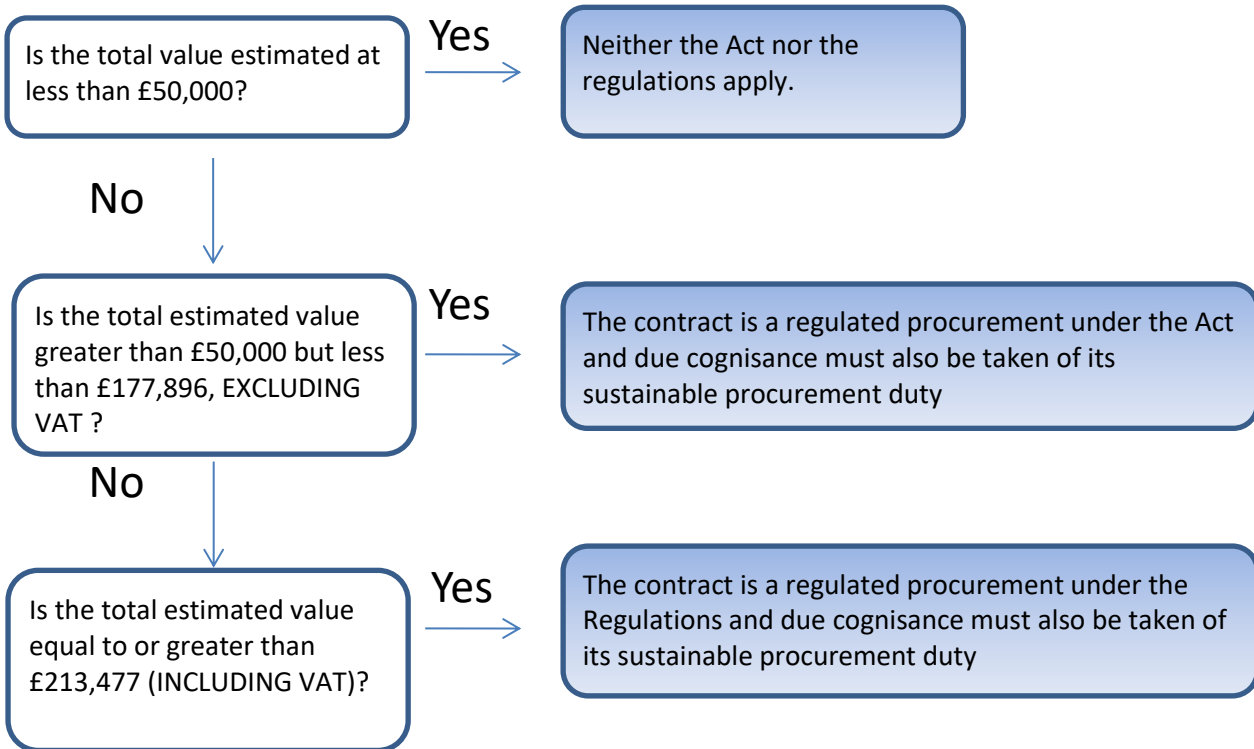 Is the total value estimated at
less than £50,000?
Yes
Neither the Act nor the
regulations apply.
No
Is the total estimated value
greater than £50,000 but less
than £177,896, EXCLUDING
VAT ?
Yes
The contract is a regulated procurement under the Act
and due cognisance must also be taken of its
sustainable procurement duty
No
Is the total estimated value
equal to or greater than
£213,477 (INCLUDING VAT)?
Yes
The contract is a regulated procurement under the
Regulations and due cognisance must also be taken of
its sustainable procurement duty